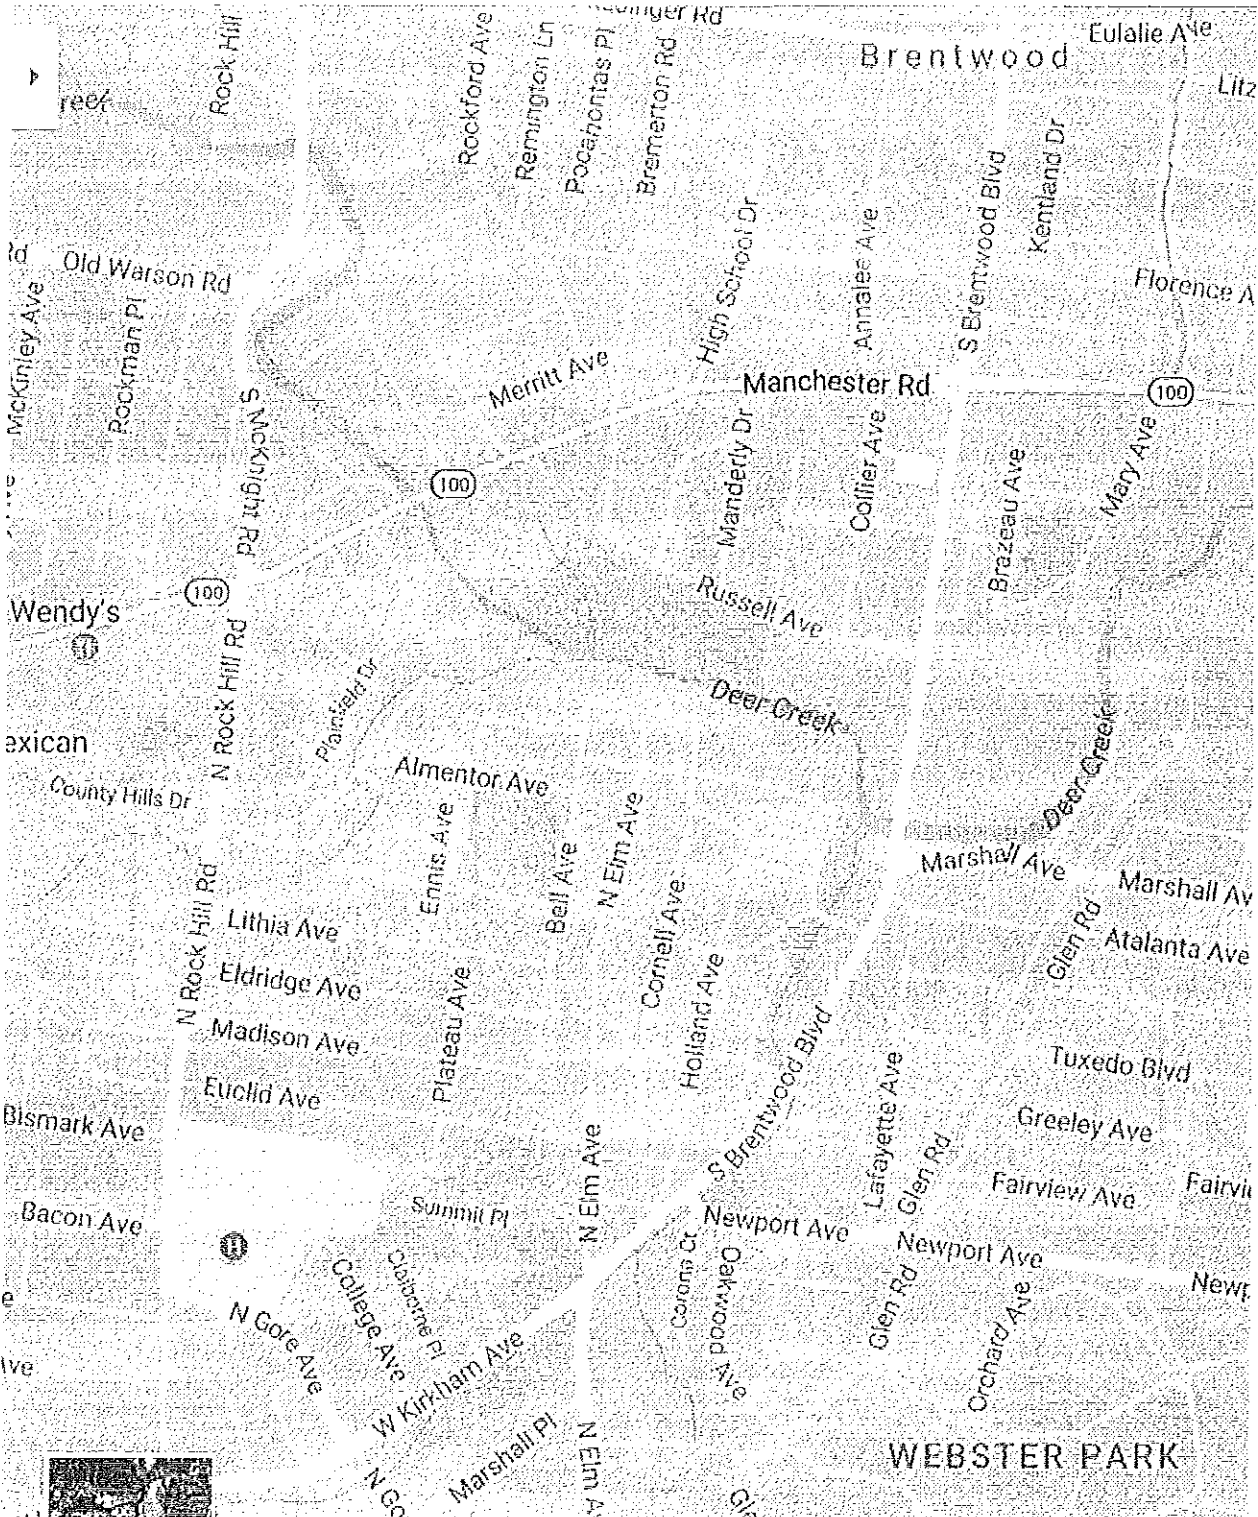 Rock Hill
Rockford Ave
Remington Ln
Pocahontas Pl
Bremerton Rd
Brentwood
Eulalie Ave
Kentland Dr
S Brentwood Blvd
Rd
Old Warson Rd
McKinley Ave
Rockman Pl
High School Dr
Annalee Ave
Florence A
Merritt Ave
Manchester Rd
100
S McKnight Rd
100
Manderly Dr
Collier Ave
Brazeau Ave
Mary Ave
100
Wendy's
N Rock Hill Rd
Plainfield Dr
Russell Ave
Deer Creek
Deer Creek
exican
County Hills Dr
Almentor Ave
Ennis Ave
Bell Ave
N Elm Ave
Cornell Ave
Marshall Ave
Marshall Av
N Rock Hill Rd
Lithia Ave
Glen Rd
Atalanta Ave
Eldridge Ave
Plateau Ave
Holland Ave
Madison Ave
S Brentwood Blvd
Tuxedo Blvd
Euclid Ave
Lafayette Ave
Bismark Ave
Greeley Ave
N Elm Ave
Glen Rd
Fairview Ave
Fairvi
Bacon Ave
H
Summit Pl
Newport Ave
Newport Ave
Newp
College Ave
Claiborne Pl
Corona Ct
Oakwood Ave
Glen Rd
Orchard Ave
N Gore Ave
Ave
W Kirkham Ave
Marshall Pl
N Elm A
WEBSTER PARK
N Go